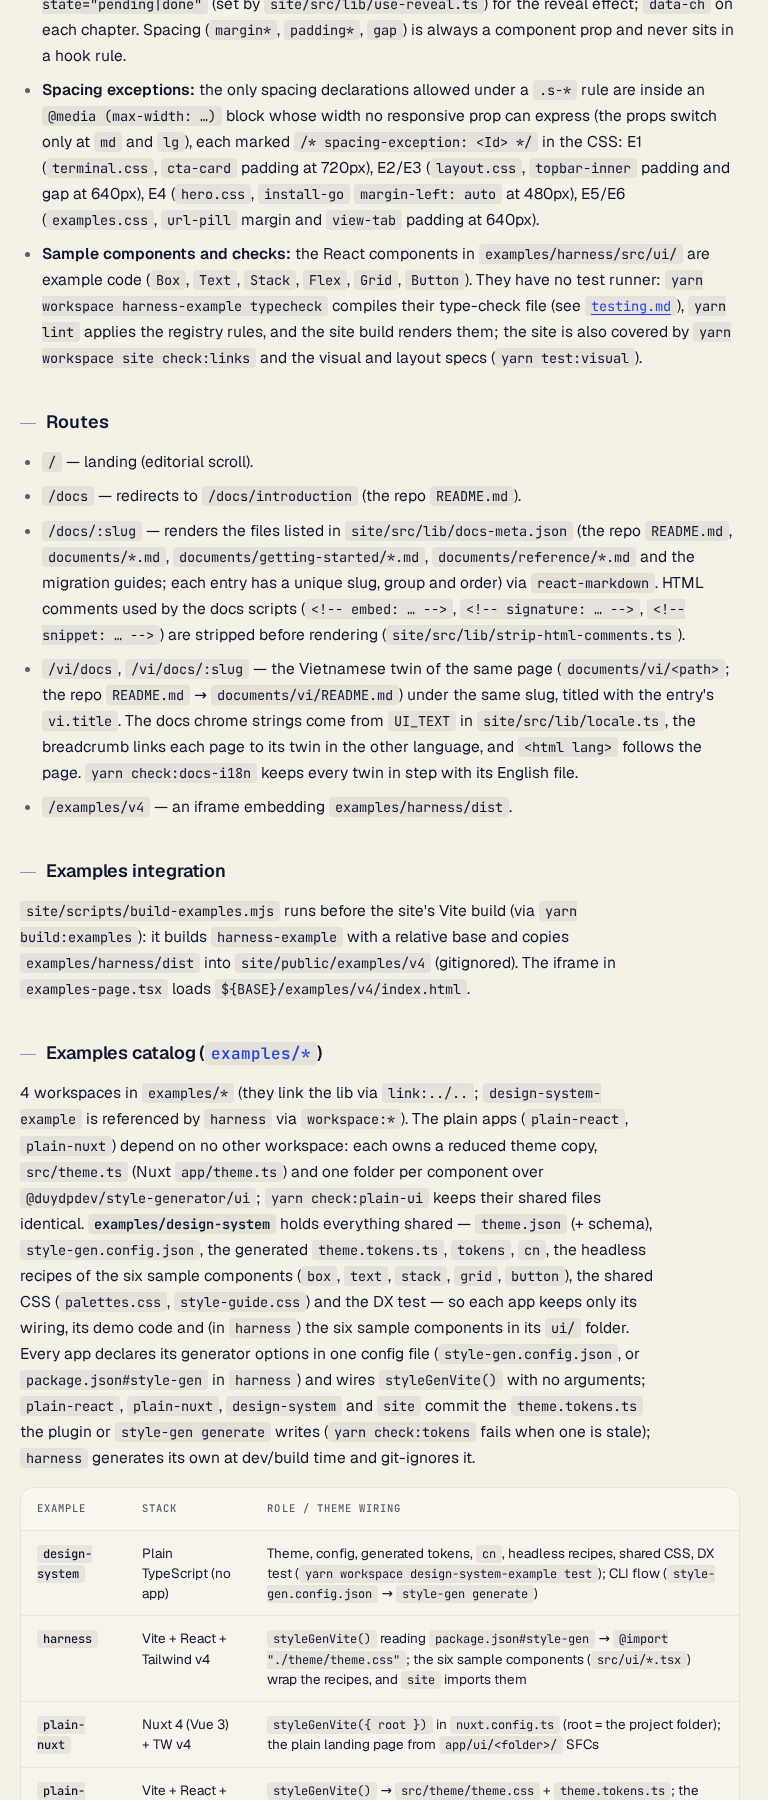 state="pending|done" (set by site/src/lib/use-reveal.ts) for the reveal effect; data-ch on
each chapter. Spacing (margin*, padding*, gap) is always a component prop and never sits in
a hook rule.
• Spacing exceptions: the only spacing declarations allowed under a .s-* rule are inside an
@media (max-width: …) block whose width no responsive prop can express (the props switch
only at md and lg), each marked /* spacing-exception: <Id> */ in the CSS: E1
(terminal.css, cta-card padding at 720px), E2/E3 (layout.css, topbar-inner padding and
gap at 640px), E4 (hero.css, install-go margin-left: auto at 480px), E5/E6
(examples.css, url-pill margin and view-tab padding at 640px).
• Sample components and checks: the React components in examples/harness/src/ui/ are
example code (Box, Text, Stack, Flex, Grid, Button). They have no test runner: yarn
workspace harness-example typecheck compiles their type-check file (see testing.md), yarn
lint applies the registry rules, and the site build renders them; the site is also covered by yarn
workspace site check:links and the visual and layout specs (yarn test:visual).
— Routes
• / — landing (editorial scroll).
• /docs — redirects to /docs/introduction (the repo README.md).
• /docs/:slug — renders the files listed in site/src/lib/docs-meta.json (the repo README.md,
documents/*.md, documents/getting-started/*.md, documents/reference/*.md and the
migration guides; each entry has a unique slug, group and order) via react-markdown. HTML
comments used by the docs scripts (<!-- embed: … -->, <!-- signature: … -->, <!--
snippet: … -->) are stripped before rendering (site/src/lib/strip-html-comments.ts).
• /vi/docs, /vi/docs/:slug — the Vietnamese twin of the same page (documents/vi/<path>;
the repo README.md → documents/vi/README.md) under the same slug, titled with the entry's
vi.title. The docs chrome strings come from UI_TEXT in site/src/lib/locale.ts, the
breadcrumb links each page to its twin in the other language, and <html lang> follows the
page. yarn check:docs-i18n keeps every twin in step with its English file.
• /examples/v4 — an iframe embedding examples/harness/dist.
— Examples integration
site/scripts/build-examples.mjs runs before the site's Vite build (via yarn
build:examples): it builds harness-example with a relative base and copies
examples/harness/dist into site/public/examples/v4 (gitignored). The iframe in
examples-page.tsx loads ${BASE}/examples/v4/index.html.
— Examples catalog (examples/*)
4 workspaces in examples/* (they link the lib via link:../..; design-system-
example is referenced by harness via workspace:*). The plain apps (plain-react,
plain-nuxt) depend on no other workspace: each owns a reduced theme copy,
src/theme.ts (Nuxt app/theme.ts) and one folder per component over
@duydpdev/style-generator/ui; yarn check:plain-ui keeps their shared files
identical. examples/design-system holds everything shared — theme.json (+ schema),
style-gen.config.json, the generated theme.tokens.ts, tokens, cn, the headless
recipes of the six sample components (box, text, stack, grid, button), the shared
CSS (palettes.css, style-guide.css) and the DX test — so each app keeps only its
wiring, its demo code and (in harness) the six sample components in its ui/ folder.
Every app declares its generator options in one config file (style-gen.config.json, or
package.json#style-gen in harness) and wires styleGenVite() with no arguments;
plain-react, plain-nuxt, design-system and site commit the theme.tokens.ts
the plugin or style-gen generate writes (yarn check:tokens fails when one is stale);
harness generates its own at dev/build time and git-ignores it.
EXAMPLE STACK ROLE / THEME WIRING
design- Plain Theme, config, generated tokens, cn, headless recipes, shared CSS, DX
system TypeScript (no test (yarn workspace design-system-example test); CLI flow (style-
app) gen.config.json → style-gen generate)
harness Vite + React + styleGenVite() reading package.json#style-gen → @import
Tailwind v4 "./theme/theme.css"; the six sample components (src/ui/*.tsx)
wrap the recipes, and site imports them
plain- Nuxt 4 (Vue 3) styleGenVite({ root }) in nuxt.config.ts (root = the project folder);
nuxt + TW v4 the plain landing page from app/ui/<folder>/ SFCs
plain- Vite + React + styleGenVite() → src/theme/theme.css + theme.tokens.ts; the